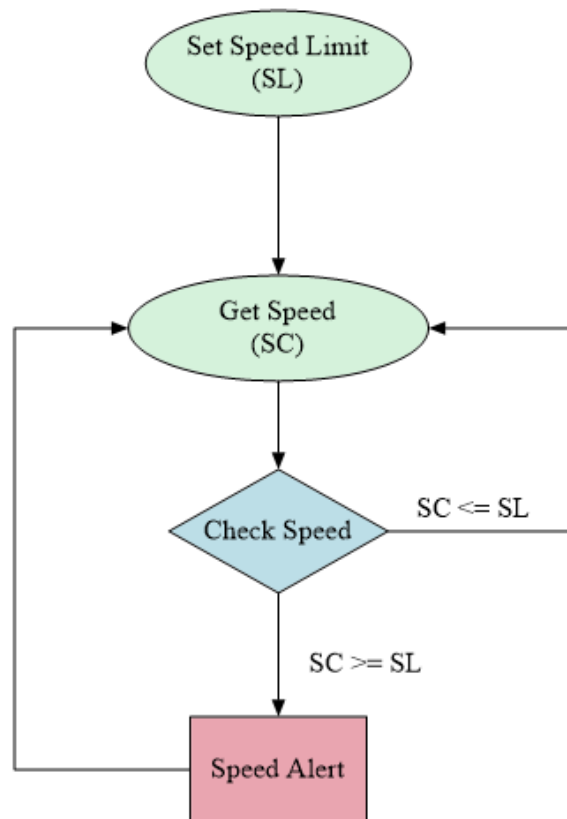 Set Speed Limit
(SL)
Get Speed
(SC)
Check Speed
SC <= SL
SC >= SL
Speed Alert